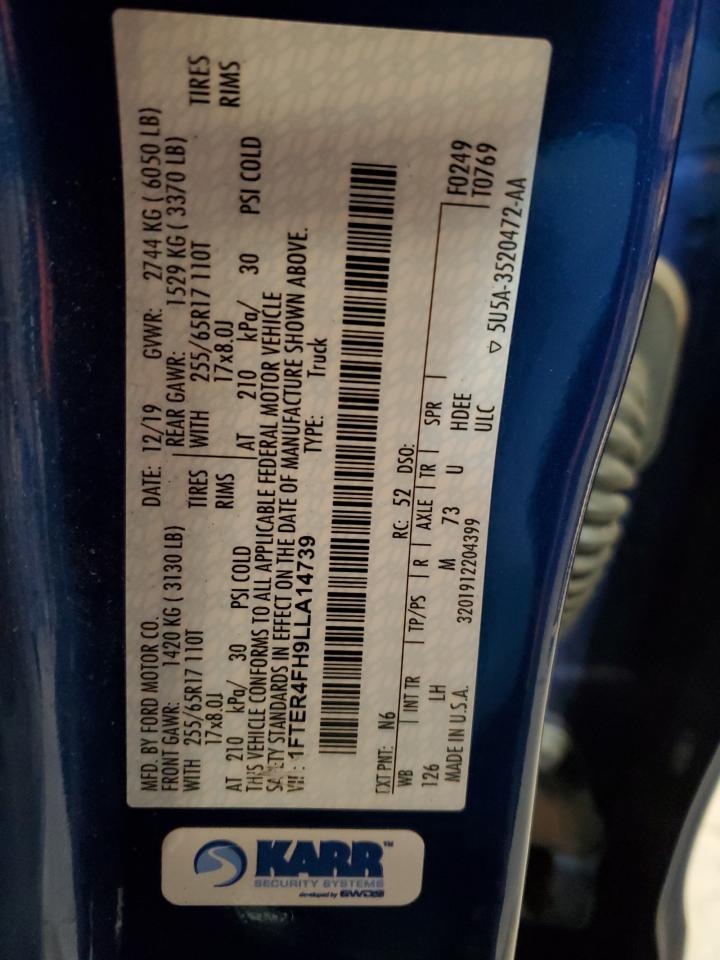 MFD. BY FORD MOTOR CO.
DATE: 12/19 GVWR: 2744 KG ( 6050 LB)
FRONT GAWR: 1420 KG ( 3130 LB)
REAR GAWR: 1529 KG ( 3370 LB)
WITH 255/65R17 110T TIRES
WITH 255/65R17 110T TIRES
17x8.0J RIMS
17x8.0J RIMS
AT 210 kPa/ 30 PSI COLD
AT 210 kPa/ 30 PSI COLD
THIS VEHICLE CONFORMS TO ALL APPLICABLE FEDERAL MOTOR VEHICLE
SAFETY STANDARDS IN EFFECT ON THE DATE OF MANUFACTURE SHOWN ABOVE.
VIN: 1FTER4FH9LLA14739 TYPE: Truck
EXT PNT: N6 RC: 52 DSO:
F0249
T0769
WB INT TR TP/PS R AXLE TR SPR
126 LH M 73 U HDEE
ULC
MADE IN U.S.A. 3201912204399
▽ 5U5A-3520472-AA
KARR™
SECURITY SYSTEMS
developed by SWDS